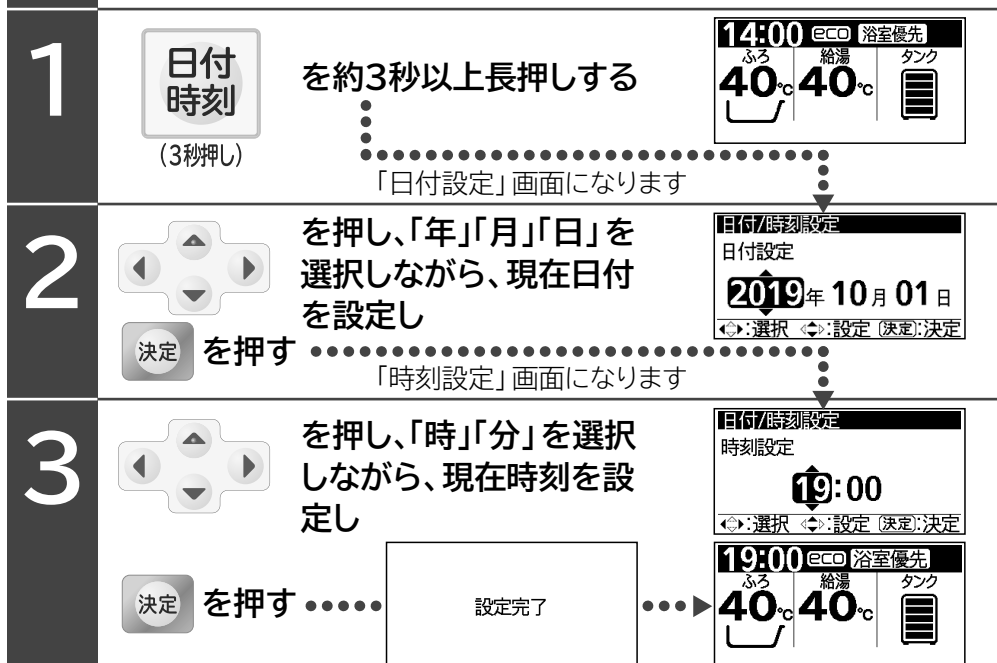 1
日付
時刻
(3秒押し)
を約3秒以上長押しする
14:00 eco 浴室優先
ふろ 給湯 タンク
40℃ 40℃
「日付設定」画面になります
2
を押し、「年」「月」「日」を
選択しながら、現在日付
を設定し
決定 を押す
日付/時刻設定
日付設定
2019年 10月 01日
:選択 :設定 決定:決定
「時刻設定」画面になります
3
を押し、「時」「分」を選択
しながら、現在時刻を設
定し
日付/時刻設定
時刻設定
19:00
:選択 :設定 決定:決定
決定 を押す
設定完了
19:00 eco 浴室優先
ふろ 給湯 タンク
40℃ 40℃